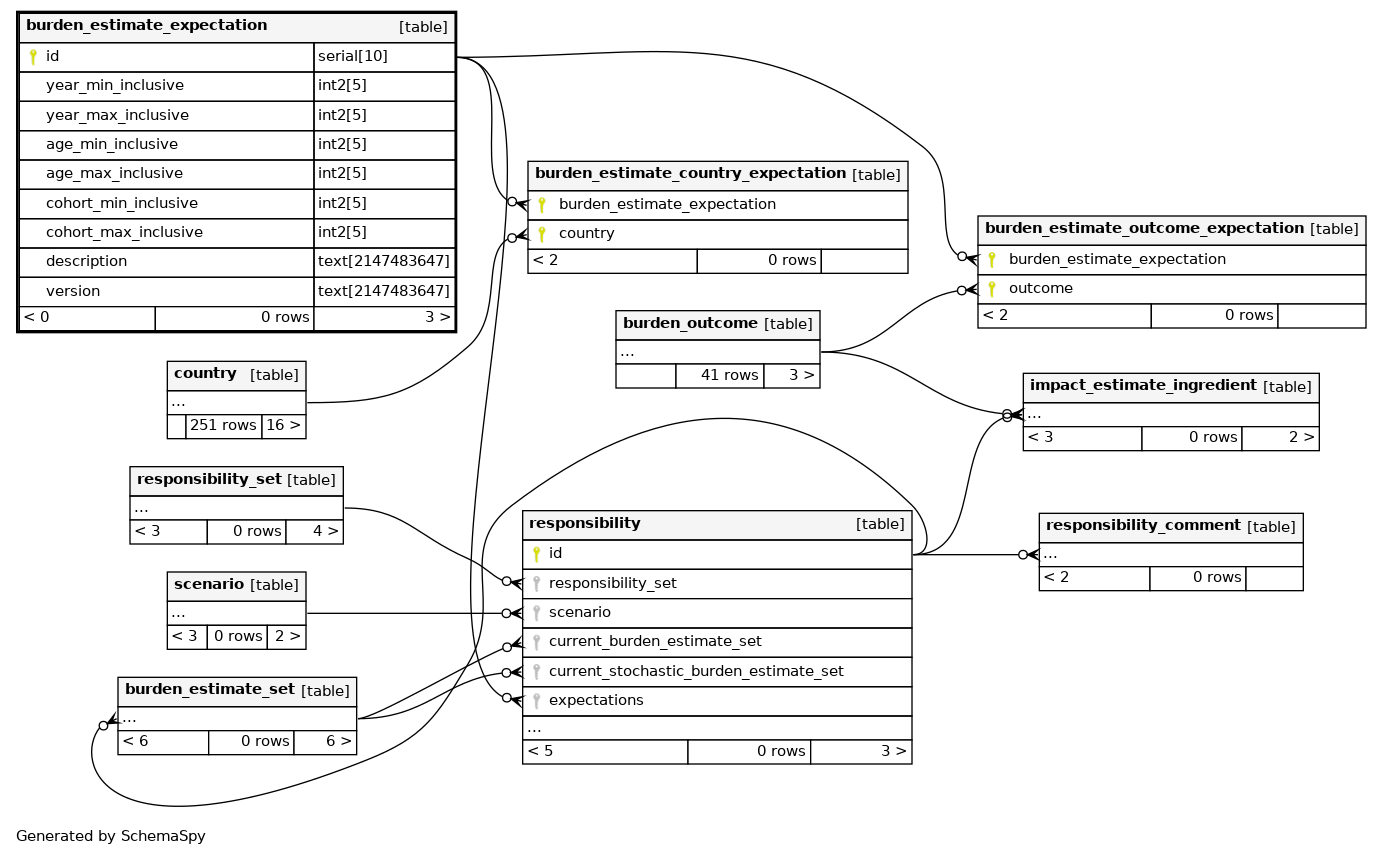 burden_estimate_expectation [table]
id serial[10]
year_min_inclusive int2[5]
year_max_inclusive int2[5]
age_min_inclusive int2[5]
age_max_inclusive int2[5]
cohort_min_inclusive int2[5]
cohort_max_inclusive int2[5]
description text[2147483647]
version text[2147483647]
< 0 0 rows 3 >
burden_estimate_country_expectation [table]
burden_estimate_expectation
country
< 2 0 rows
burden_estimate_outcome_expectation [table]
burden_estimate_expectation
outcome
< 2 0 rows
burden_outcome [table]
...
41 rows 3 >
country [table]
...
251 rows 16 >
impact_estimate_ingredient [table]
...
< 3 0 rows 2 >
responsibility_set [table]
...
< 3 0 rows 4 >
responsibility [table]
id
responsibility_set
scenario
current_burden_estimate_set
current_stochastic_burden_estimate_set
expectations
...
< 5 0 rows 3 >
responsibility_comment [table]
...
< 2 0 rows
scenario [table]
...
< 3 0 rows 2 >
burden_estimate_set [table]
...
< 6 0 rows 6 >
Generated by SchemaSpy